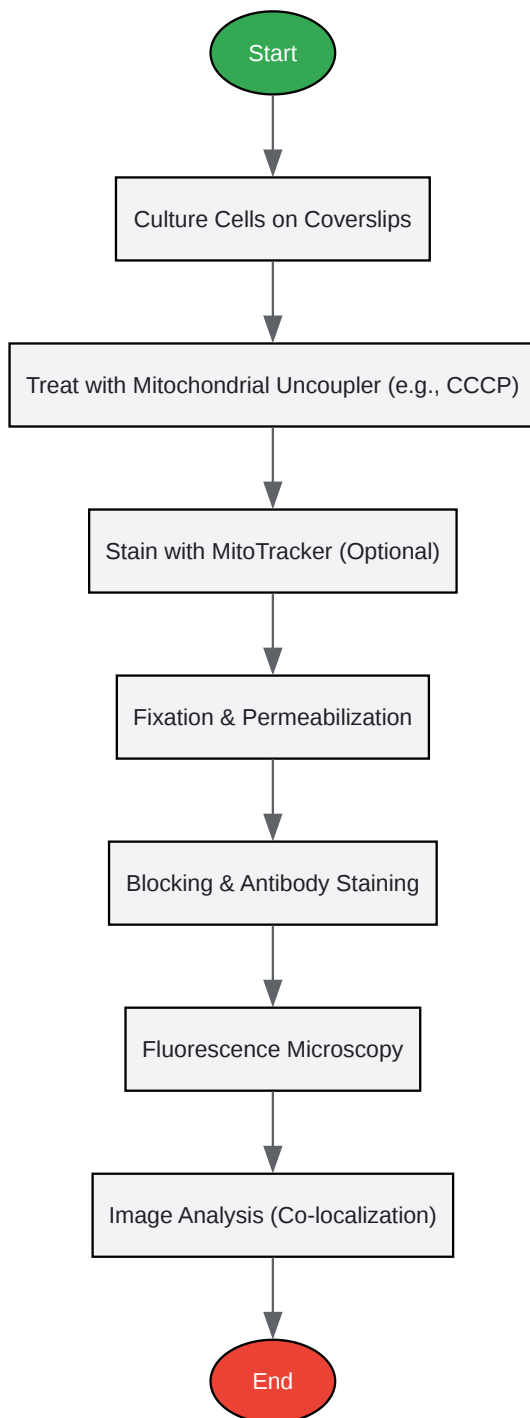 Start
Culture Cells on Coverslips
Treat with Mitochondrial Uncoupler (e.g., CCCP)
Stain with MitoTracker (Optional)
Fixation & Permeabilization
Blocking & Antibody Staining
Fluorescence Microscopy
Image Analysis (Co-localization)
End